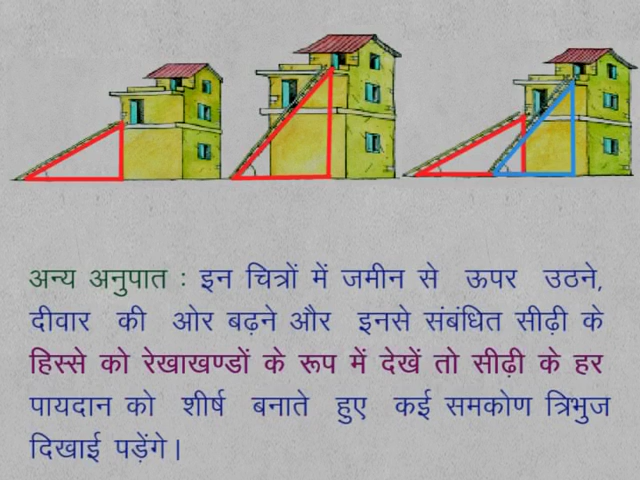 अन्य अनुपात : इन चित्रों में जमीन से ऊपर उठने,
दीवार की ओर बढ़ने और इनसे संबंधित सीढ़ी के
हिस्से को रेखाखण्डों के रूप में देखें तो सीढ़ी के हर
पायदान को शीर्ष बनाते हुए कई समकोण त्रिभुज
दिखाई पड़ेंगे।